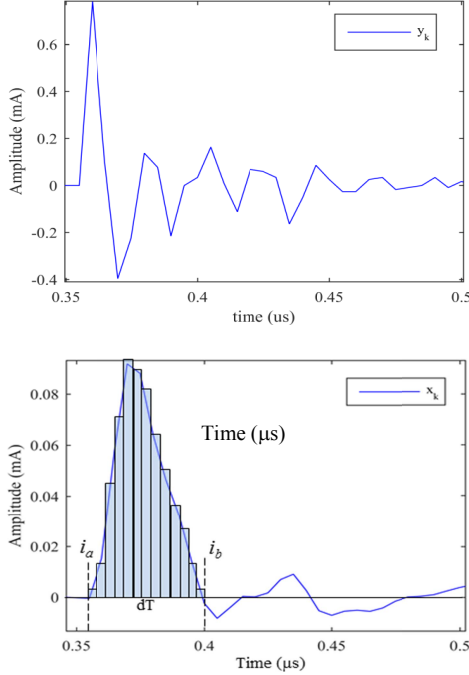 Amplitude (mA)
0.6
0.4
0.2
0
-0.2
-0.4
y_k
0.35
0.4
0.45
0.5
time (us)
Amplitude (mA)
0.08
0.06
0.04
0.02
0
x_k
Time (μs)
i_a
i_b
dT
0.35
0.4
0.45
0.5
Time (μs)